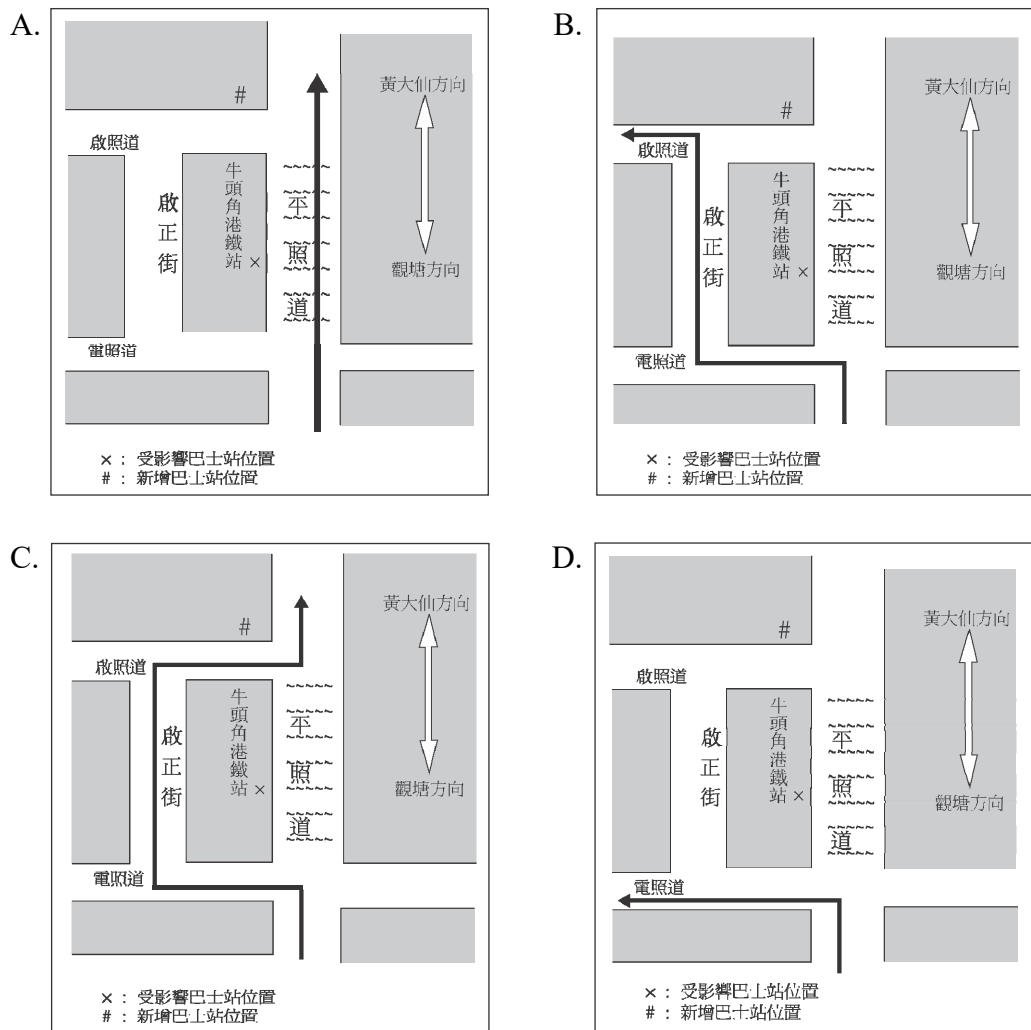 A.
#
黃大仙方向
啟照道
啟正街
牛頭角港鐵站
×
平照道
觀塘方向
電照道
×：受影響巴士站位置
#：新增巴士站位置
B.
#
黃大仙方向
啟照道
啟正街
牛頭角港鐵站
×
平照道
觀塘方向
電照道
×：受影響巴士站位置
#：新增巴士站位置
C.
#
黃大仙方向
啟照道
啟正街
牛頭角港鐵站
×
平照道
觀塘方向
電照道
×：受影響巴士站位置
#：新增巴士站位置
D.
#
黃大仙方向
啟照道
啟正街
牛頭角港鐵站
×
平照道
觀塘方向
電照道
×：受影響巴士站位置
#：新增巴士站位置